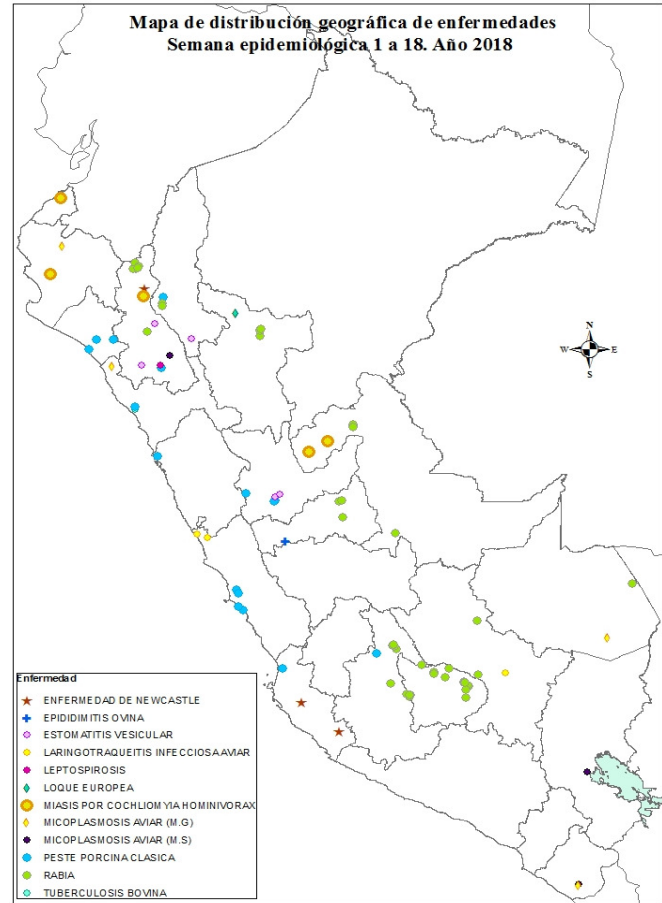 Mapa de distribución geográfica de enfermedades
Semana epidemiológica 1 a 18. Año 2018
N
W E
S
Enfermedad
ENFERMEDAD DE NEWCASTLE
EPIDIDIMITIS OVINA
ESTOMATITIS VESICULAR
LARINGOTRAQUEITIS INFECCIOSA AVIAR
LEPTOSPIROSIS
LOQUE EUROPEA
MIASIS POR COCHLIOMYIA HOMINIVORAX
MICOPLASMOSIS AVIAR (M.G)
MICOPLASMOSIS AVIAR (M.S)
PESTE PORCINA CLASICA
RABIA
TUBERCULOSIS BOVINA